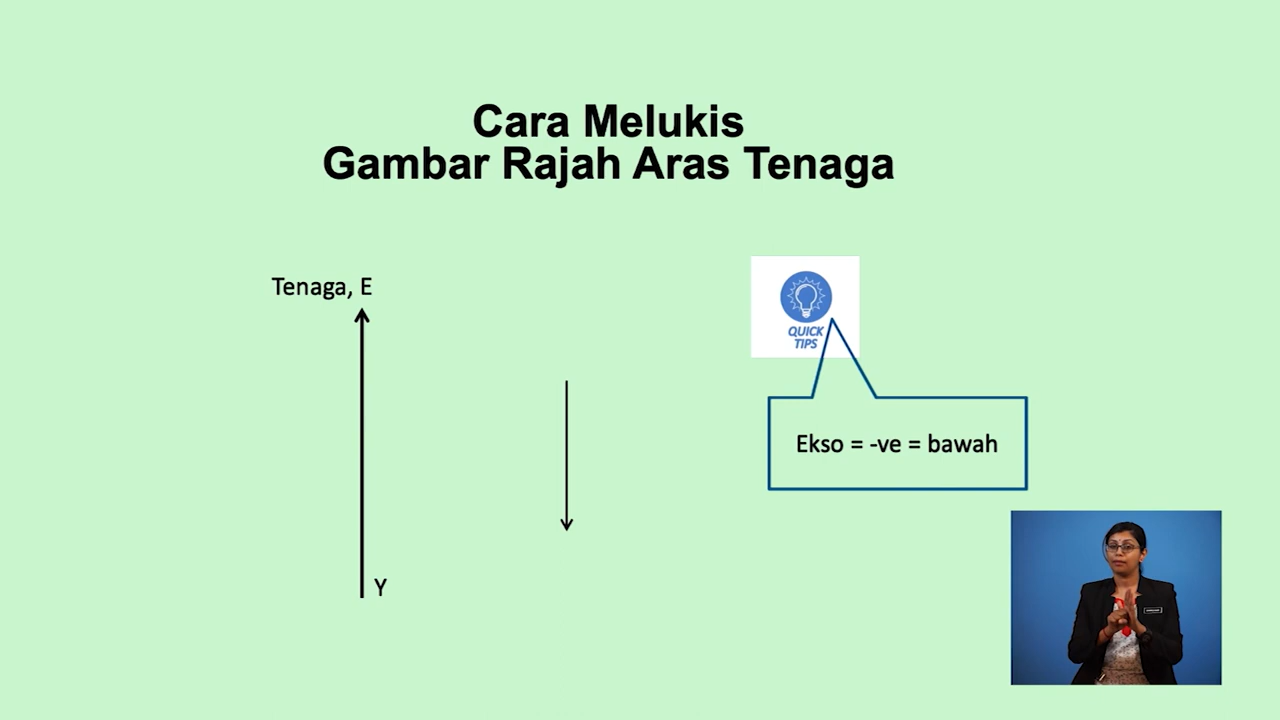 Cara Melukis
Gambar Rajah Aras Tenaga
Tenaga, E
QUICK
TIPS
Ekso = -ve = bawah
Y